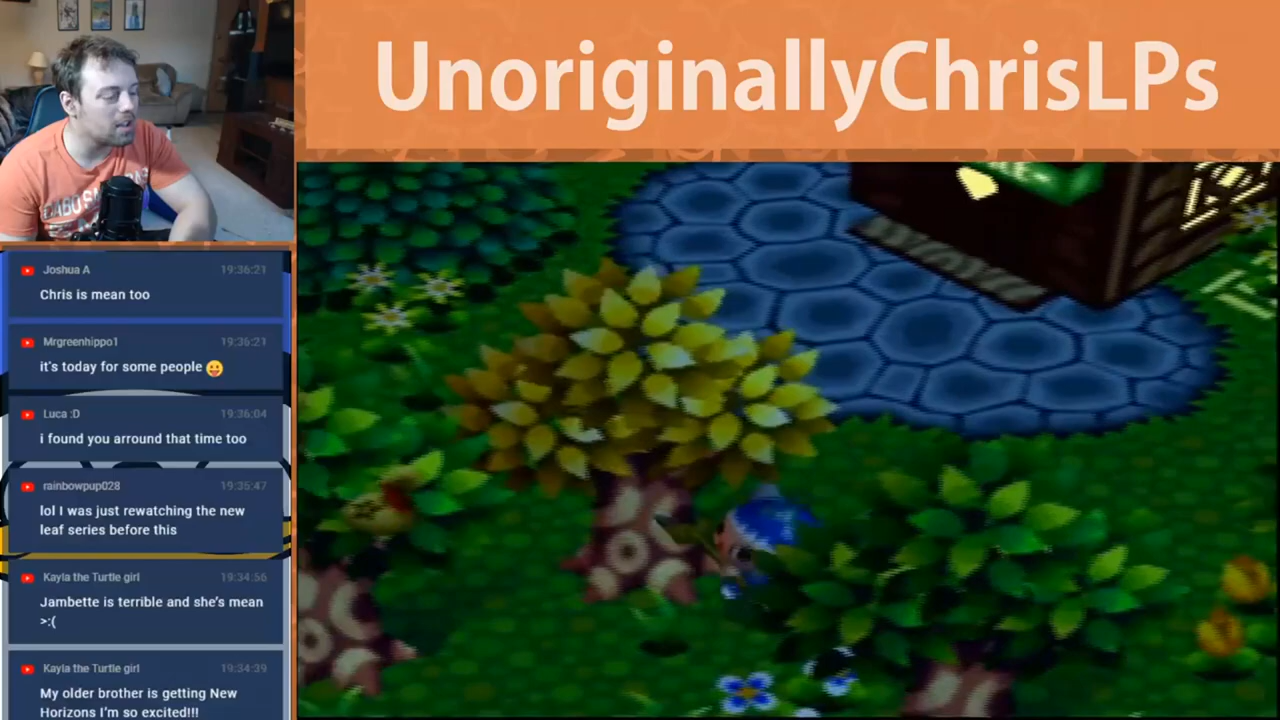 UnoriginallyChrisLPs
Joshua A 19:36:21
Chris is mean too
Mrgreenhippo1 19:36:21
it's today for some people
Luca :D 19:36:04
i found you arround that time too
rainbowpup028 19:35:47
lol I was just rewatching the new
leaf series before this
Kayla the Turtle girl 19:34:56
Jambette is terrible and she's mean
>:(
Kayla the Turtle girl 19:34:39
My older brother is getting New
Horizons I'm so excited!!!